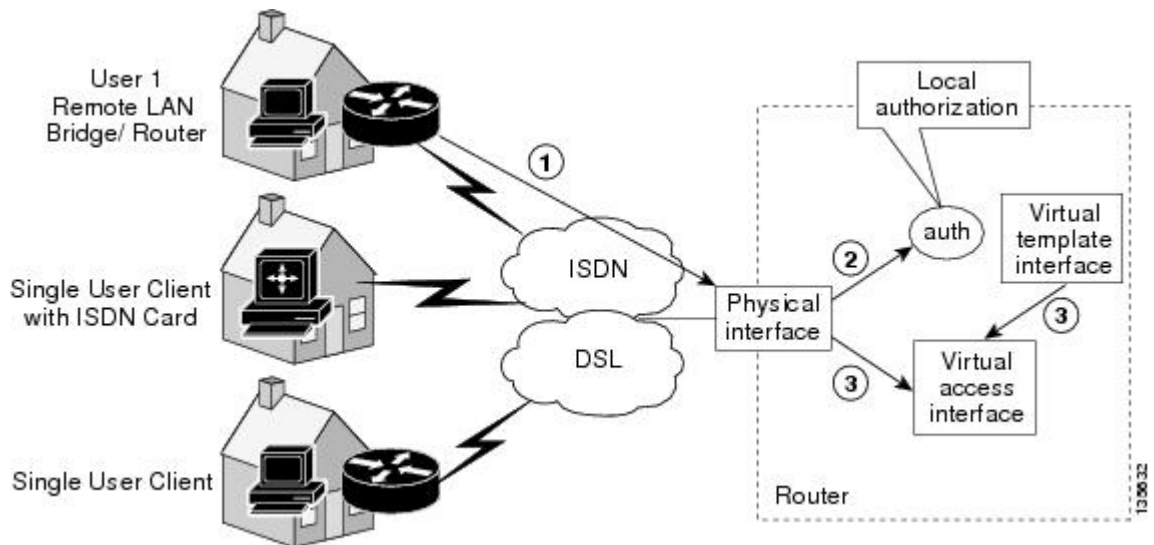 User 1
Remote LAN
Bridge/ Router
1
Local
authorization
ISDN
2
auth
Virtual
template
interface
Single User Client
with ISDN Card
Physical
interface
3
3
DSL
Virtual
access
interface
Single User Client
Router
135632